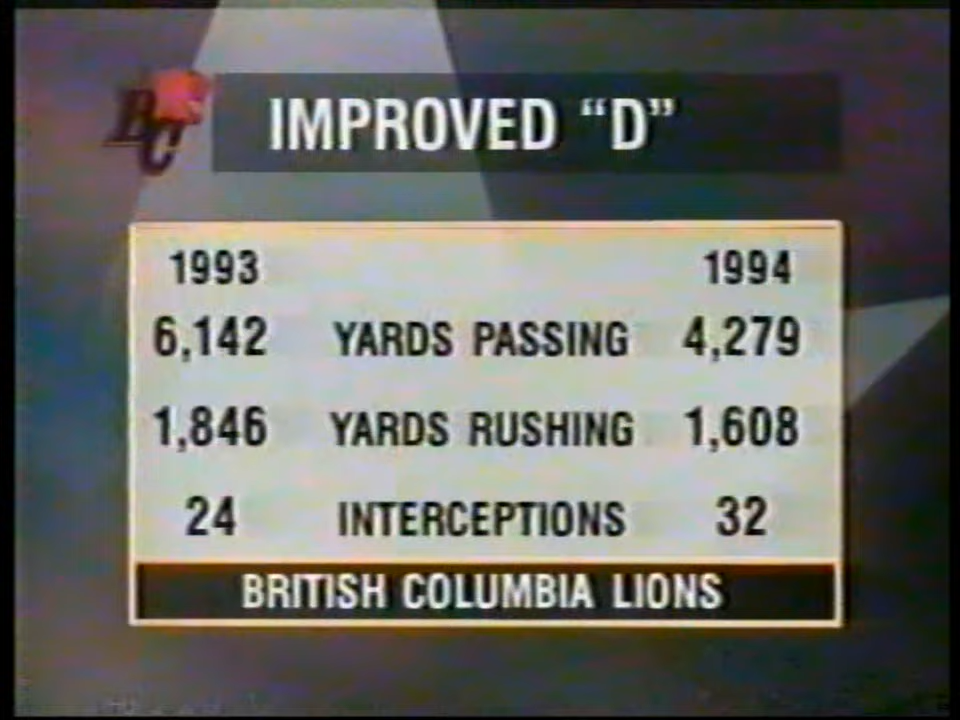 BC
IMPROVED “D”
1993 1994
6,142 YARDS PASSING 4,279
1,846 YARDS RUSHING 1,608
24 INTERCEPTIONS 32
BRITISH COLUMBIA LIONS